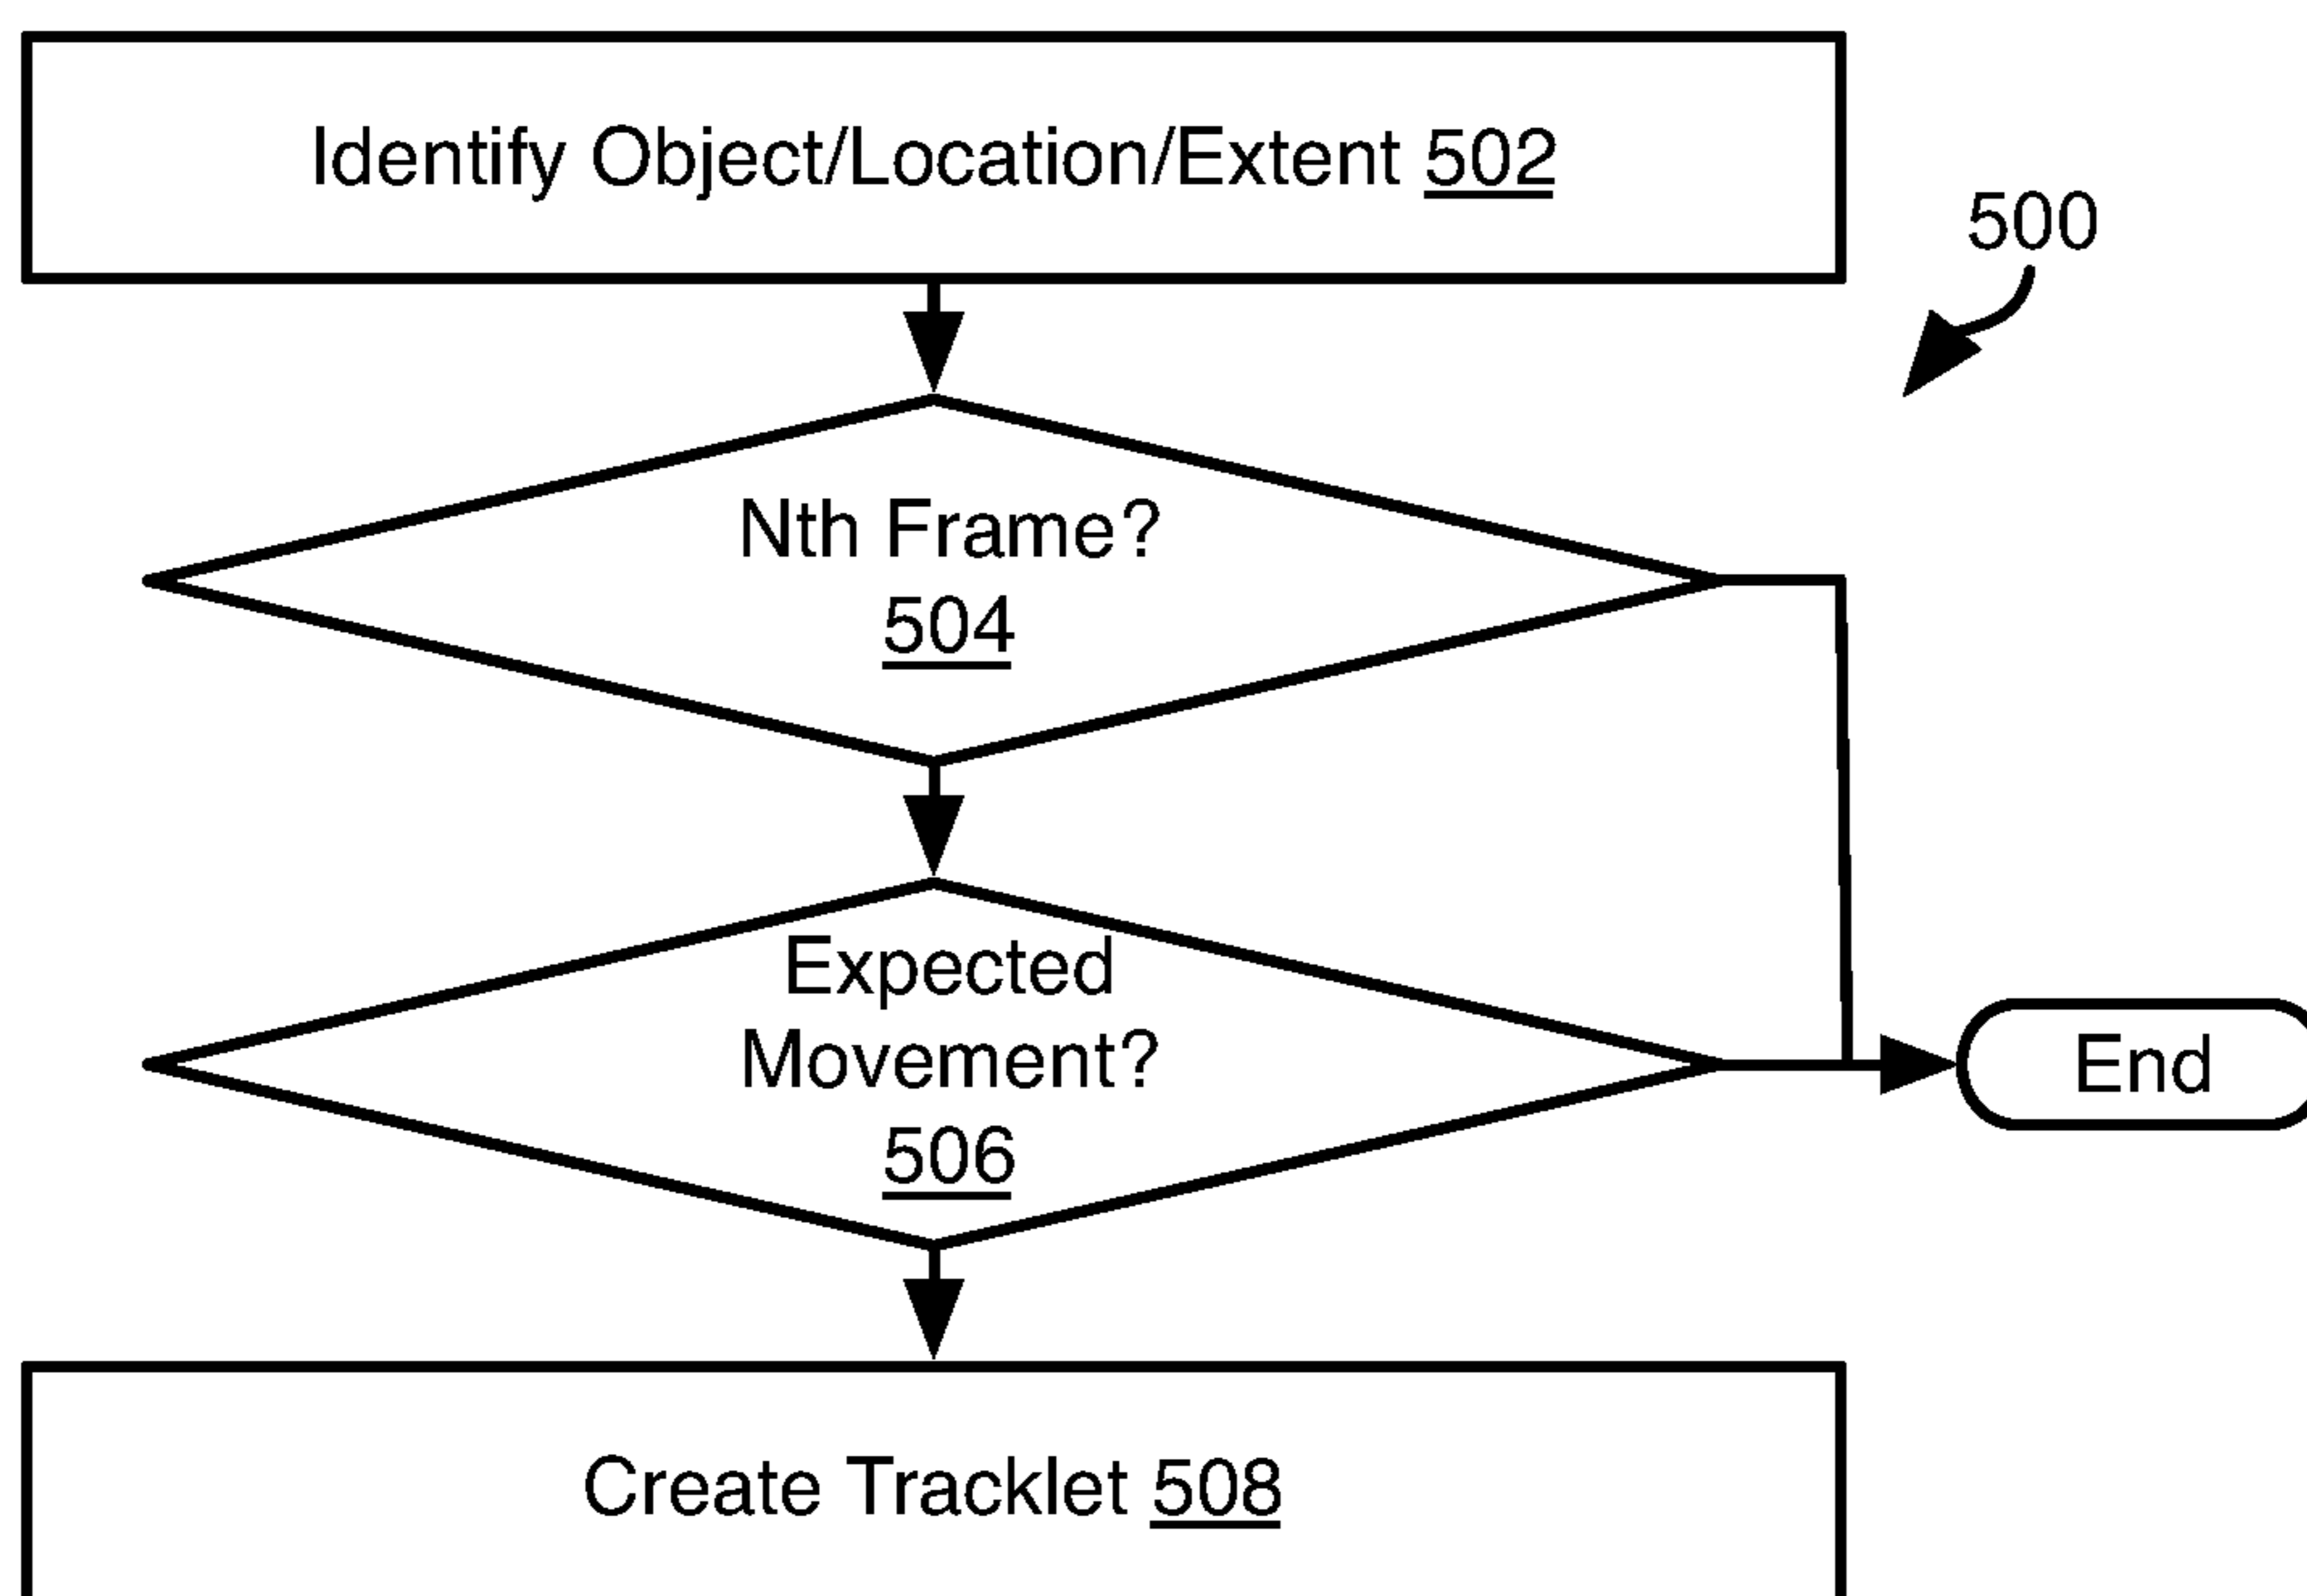 Identify Object/Location/Extent 502
500
Nth Frame?
504
Expected
Movement?
506
End
Create Tracklet 508